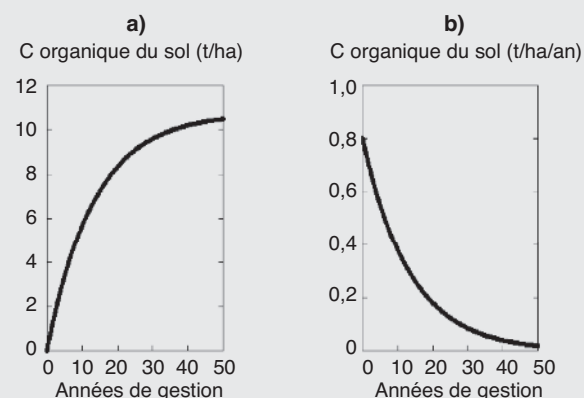 a)
C organique du sol (t/ha)
12
10
8
6
4
2
0
0 10 20 30 40 50
Années de gestion
b)
C organique du sol (t/ha/an)
1,0
0,8
0,6
0,4
0,2
0
0 10 20 30 40 50
Années de gestion